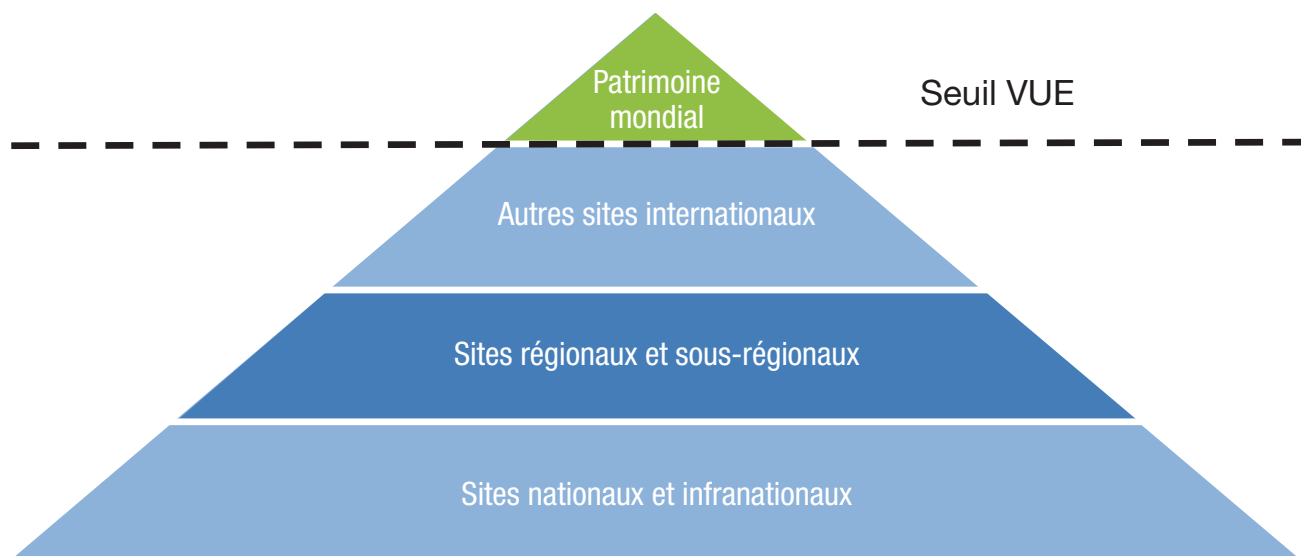 Patrimoine
mondial
Seuil VUE
Autres sites internationaux
Sites régionaux et sous-régionaux
Sites nationaux et infranationaux